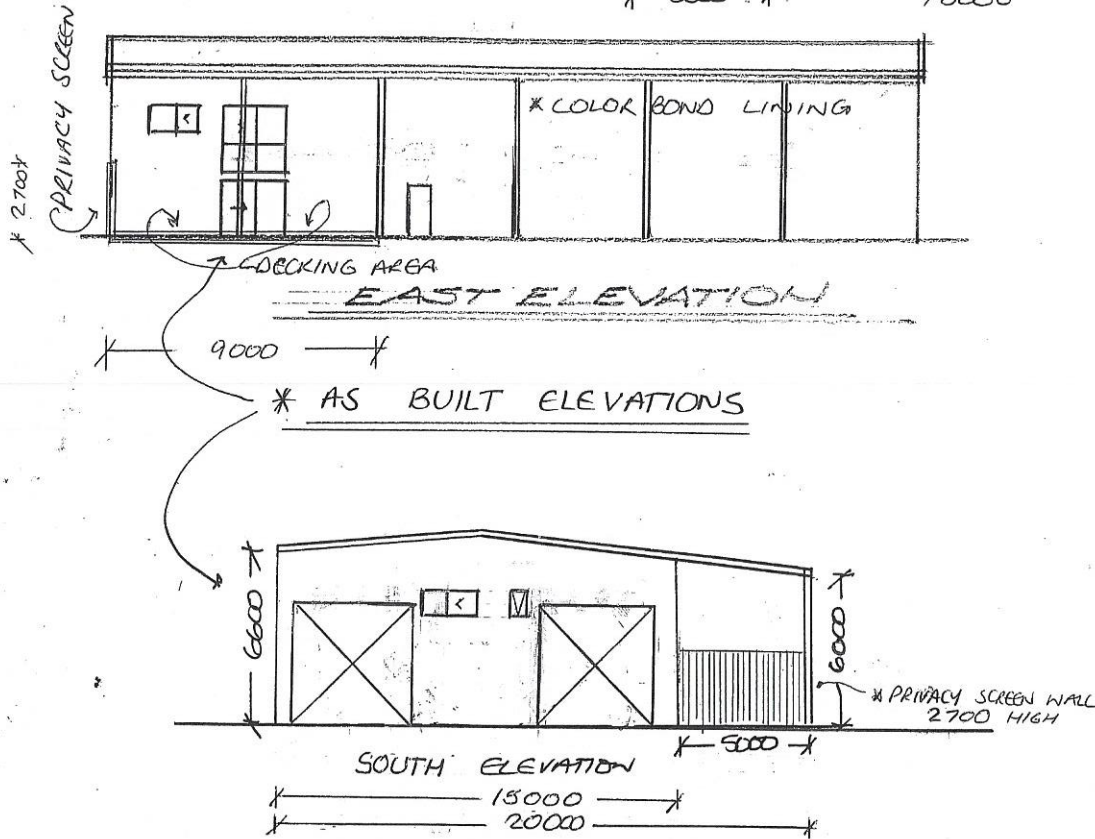 PRIVACY SCREEN
* COLOR BOND LINING
2700
DECKING AREA
EAST ELEVATION
9000
* AS BUILT ELEVATIONS
6600
6000
* PRIVACY SCREEN WALL
2700 HIGH
5000
SOUTH ELEVATION
15000
20000